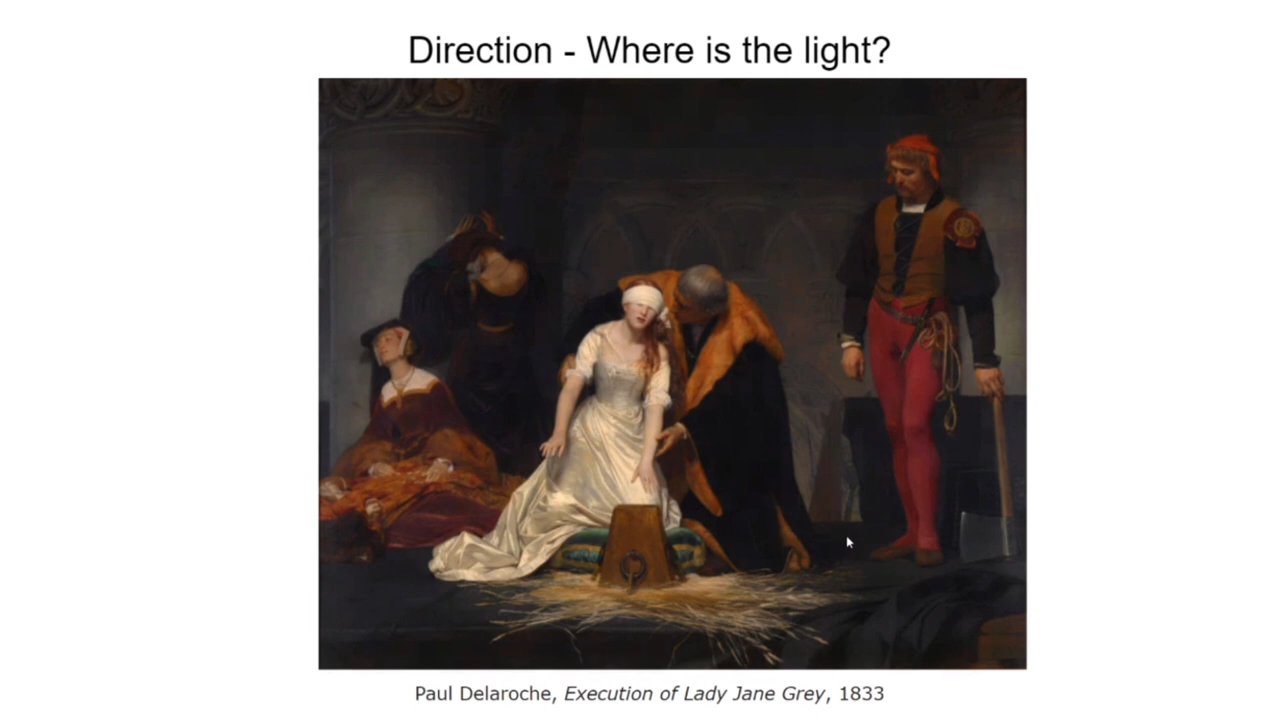 Direction - Where is the light?
Paul Delaroche, Execution of Lady Jane Grey, 1833